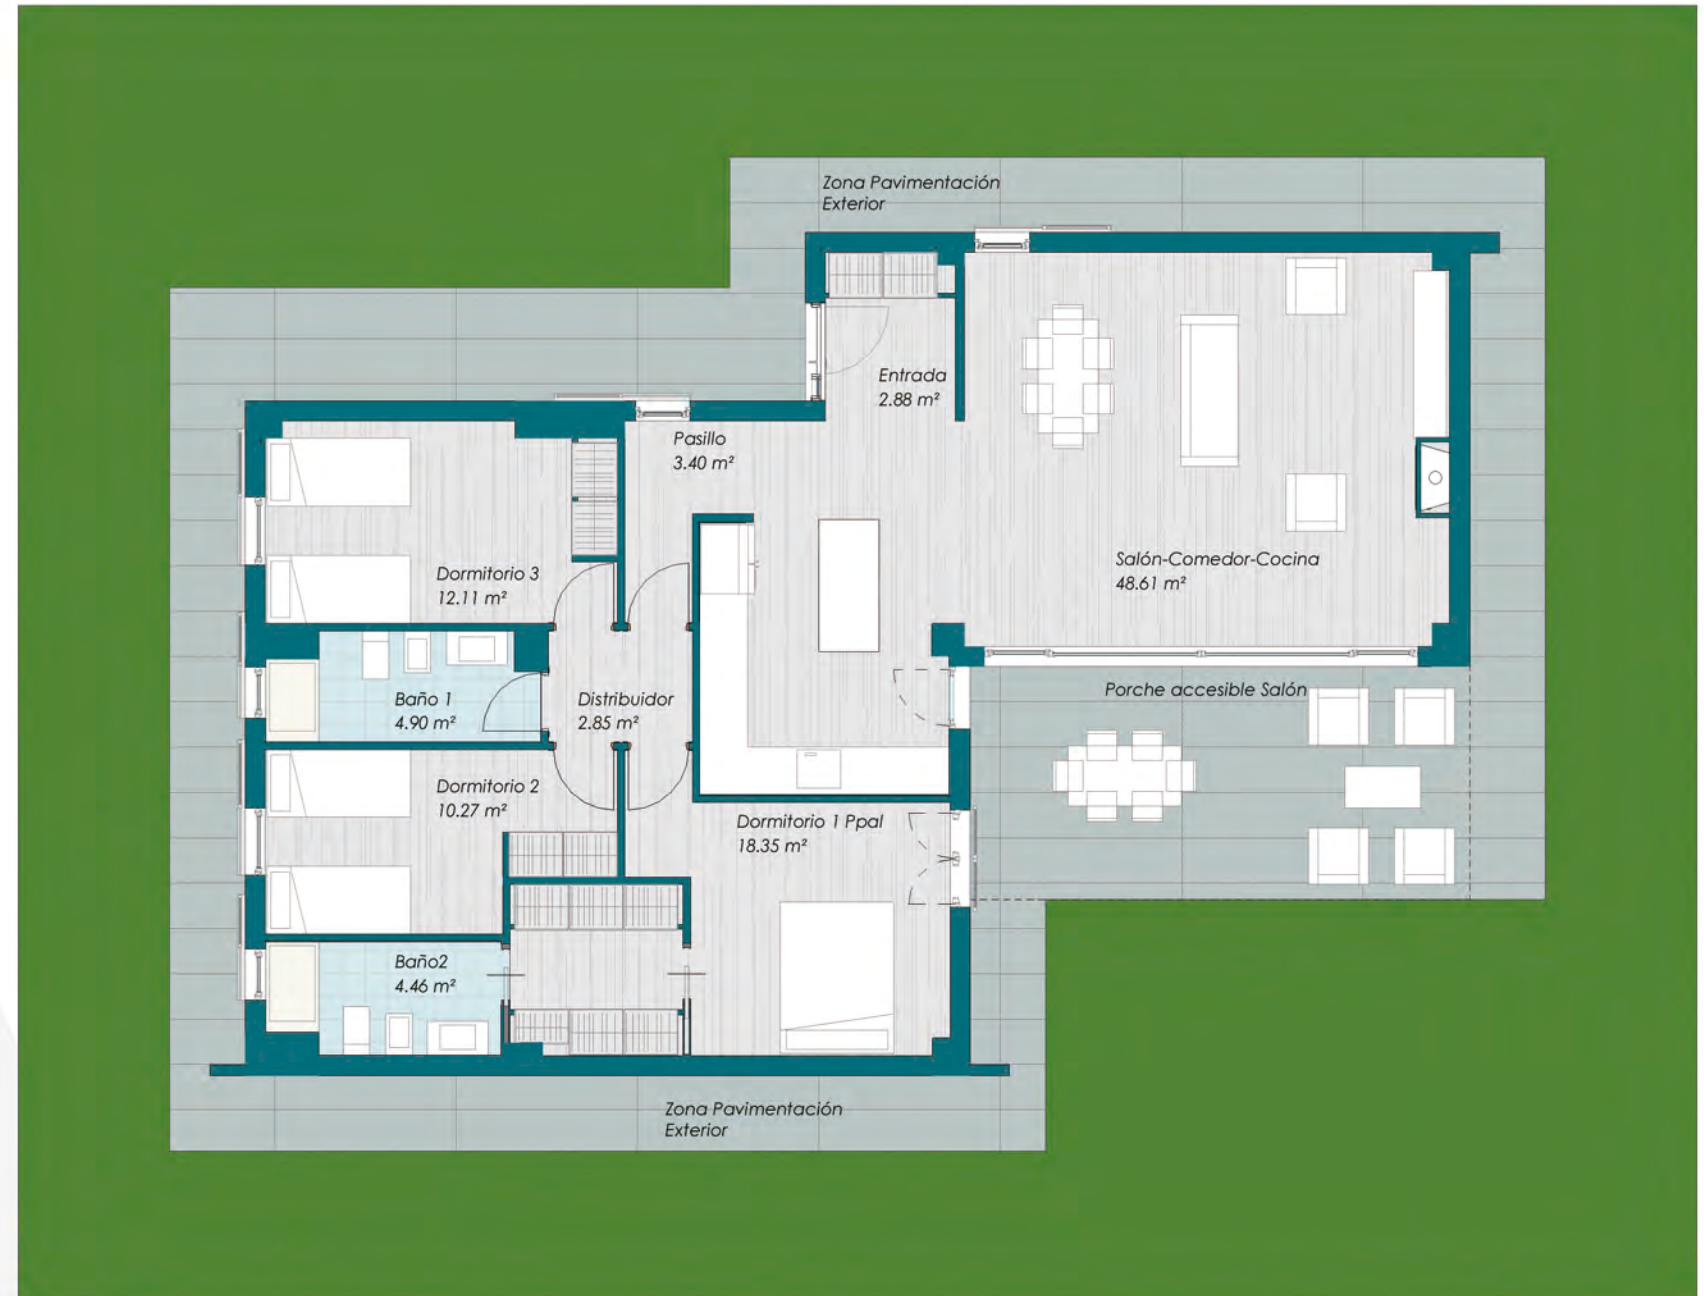 Zona Pavimentación
Exterior
Entrada
2.88 m²
Pasillo
3.40 m²
Salón-Comedor-Cocina
48.61 m²
Dormitorio 3
12.11 m²
Baño 1
4.90 m²
Distribuidor
2.85 m²
Porche accesible Salón
Dormitorio 2
10.27 m²
Dormitorio 1 Ppal
18.35 m²
Baño2
4.46 m²
Zona Pavimentación
Exterior